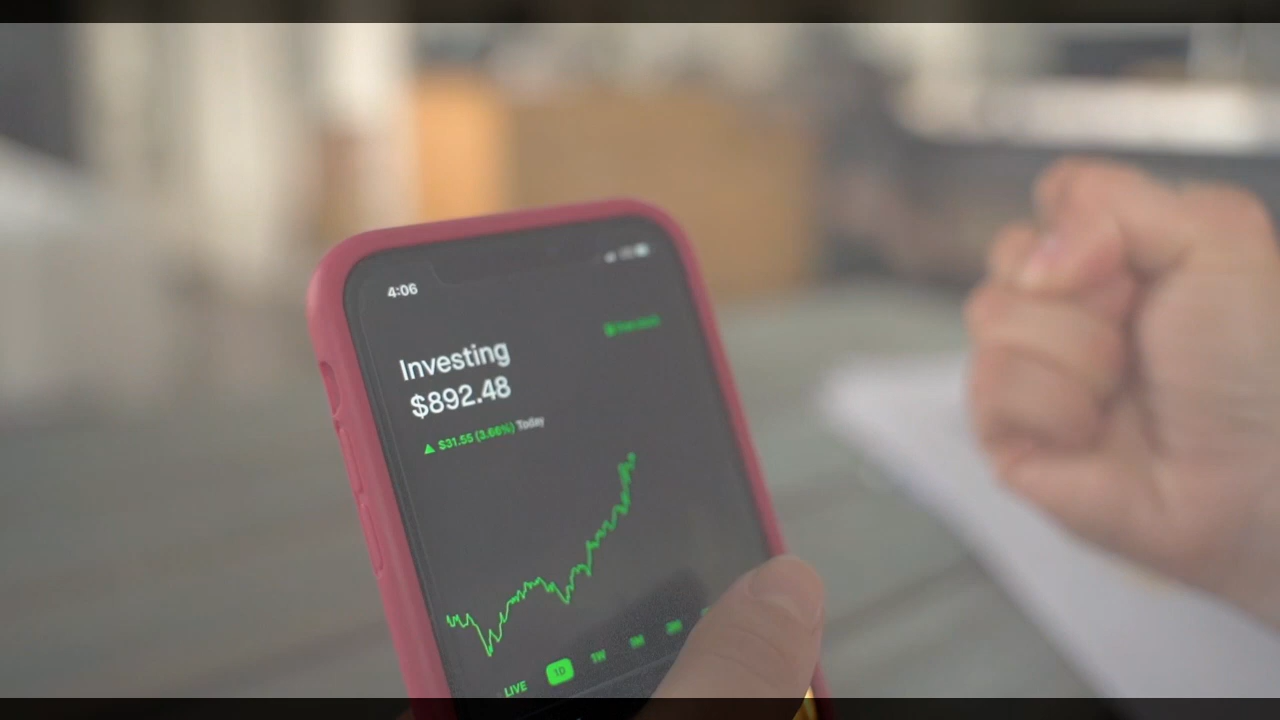 4:06
Investing
$892.48
▲ $31.55 (3.66%) Today
LIVE 1D 1W 1M 3M